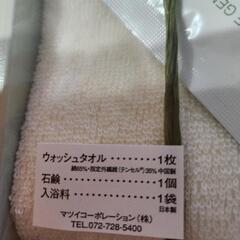 GE
ウォッシュタオル ········ 1枚
綿65%・指定外繊維(テンセル®)35% 中国製
石鹸 ·················· 1個
入浴料 ················ 1袋
日本製
マツイコーポレーション(株)
TEL.072-728-5400